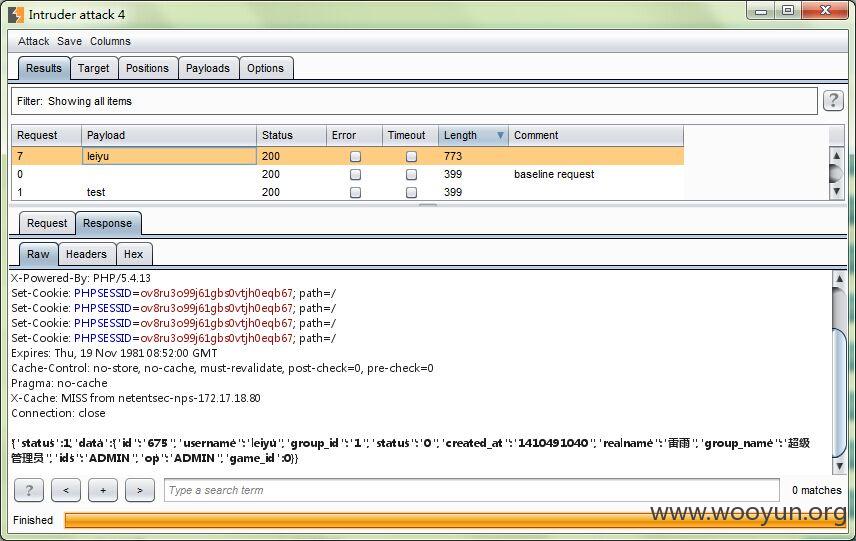 Intruder attack 4
Attack Save Columns
Results Target Positions Payloads Options
Filter: Showing all items ?
Request Payload Status Error Timeout Length Comment
7 leiyu 200 773
0 200 399 baseline request
1 test 200 399
Request Response
Raw Headers Hex
X-Powered-By: PHP/5.4.13
Set-Cookie: PHPSESSID=ov8ru3o99j61gbs0vtjh0eqb67; path=/
Set-Cookie: PHPSESSID=ov8ru3o99j61gbs0vtjh0eqb67; path=/
Set-Cookie: PHPSESSID=ov8ru3o99j61gbs0vtjh0eqb67; path=/
Set-Cookie: PHPSESSID=ov8ru3o99j61gbs0vtjh0eqb67; path=/
Expires: Thu, 19 Nov 1981 08:52:00 GMT
Cache-Control: no-store, no-cache, must-revalidate, post-check=0, pre-check=0
Pragma: no-cache
X-Cache: MISS from netentsec-nps-172.17.18.80
Connection: close
{"status":1,"data":{"id":"675","username":"leiyu","group_id":"1","status":"0","created_at":"1410491040","realname":"雷雨","group_name":"超级
管理员","ids":"ADMIN","op":"ADMIN","game_id":0}}
? < + > Type a search term 0 matches
www.wooyun.org
Finished